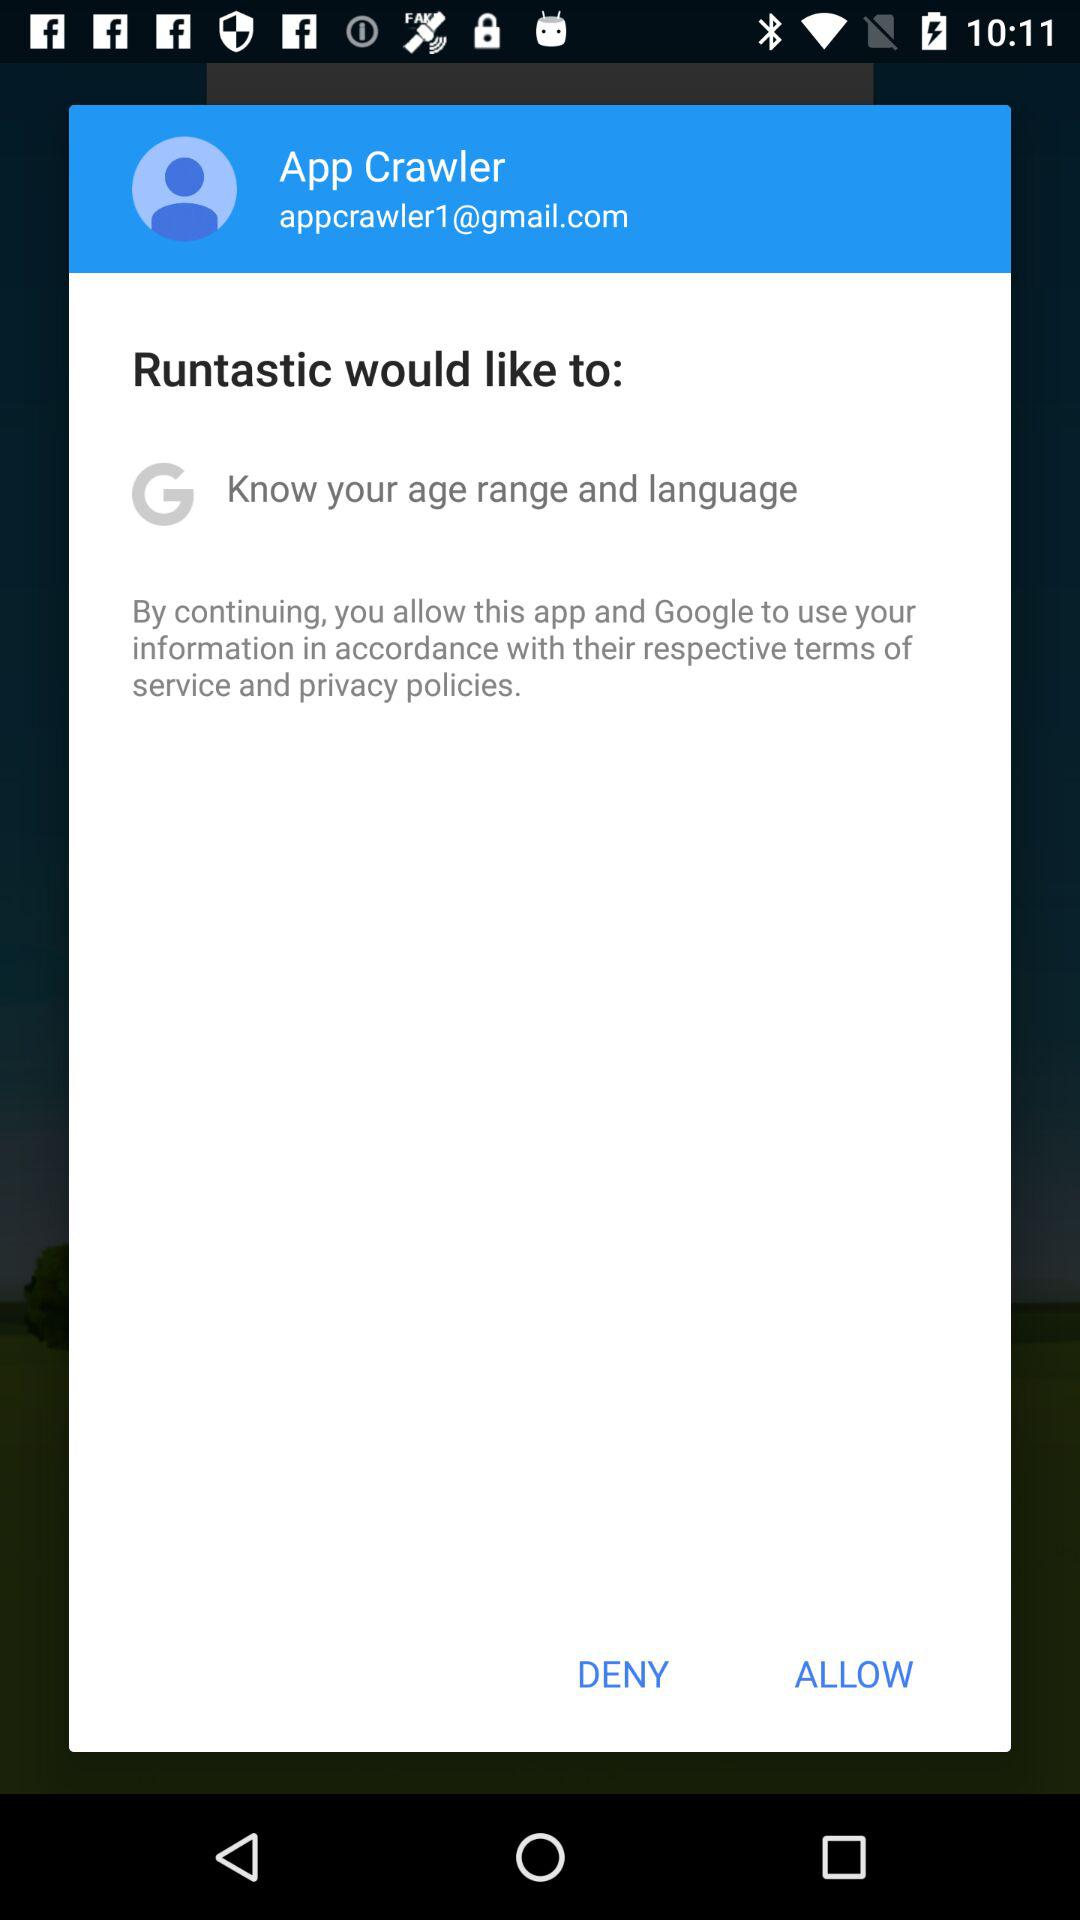 FAKE
10:11
App Crawler
appcrawler1@gmail.com
Runtastic would like to:
Know your age range and language
By continuing, you allow this app and Google to use your
information in accordance with their respective terms of
service and privacy policies.
DENY ALLOW